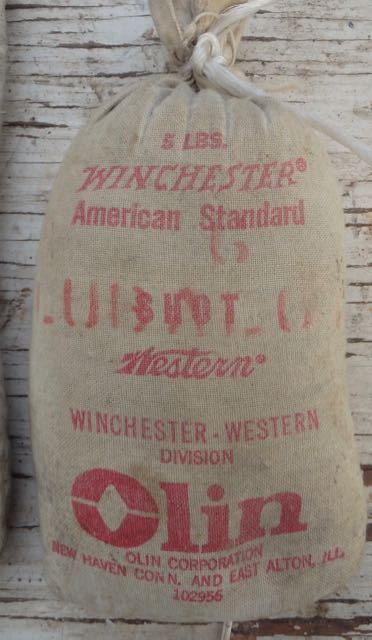 5 LBS.
WINCHESTER®
American Standard
SHOT
Western®
WINCHESTER-WESTERN
DIVISION
Olin
OLIN CORPORATION
NEW HAVEN CONN. AND EAST ALTON, ILL.
102956